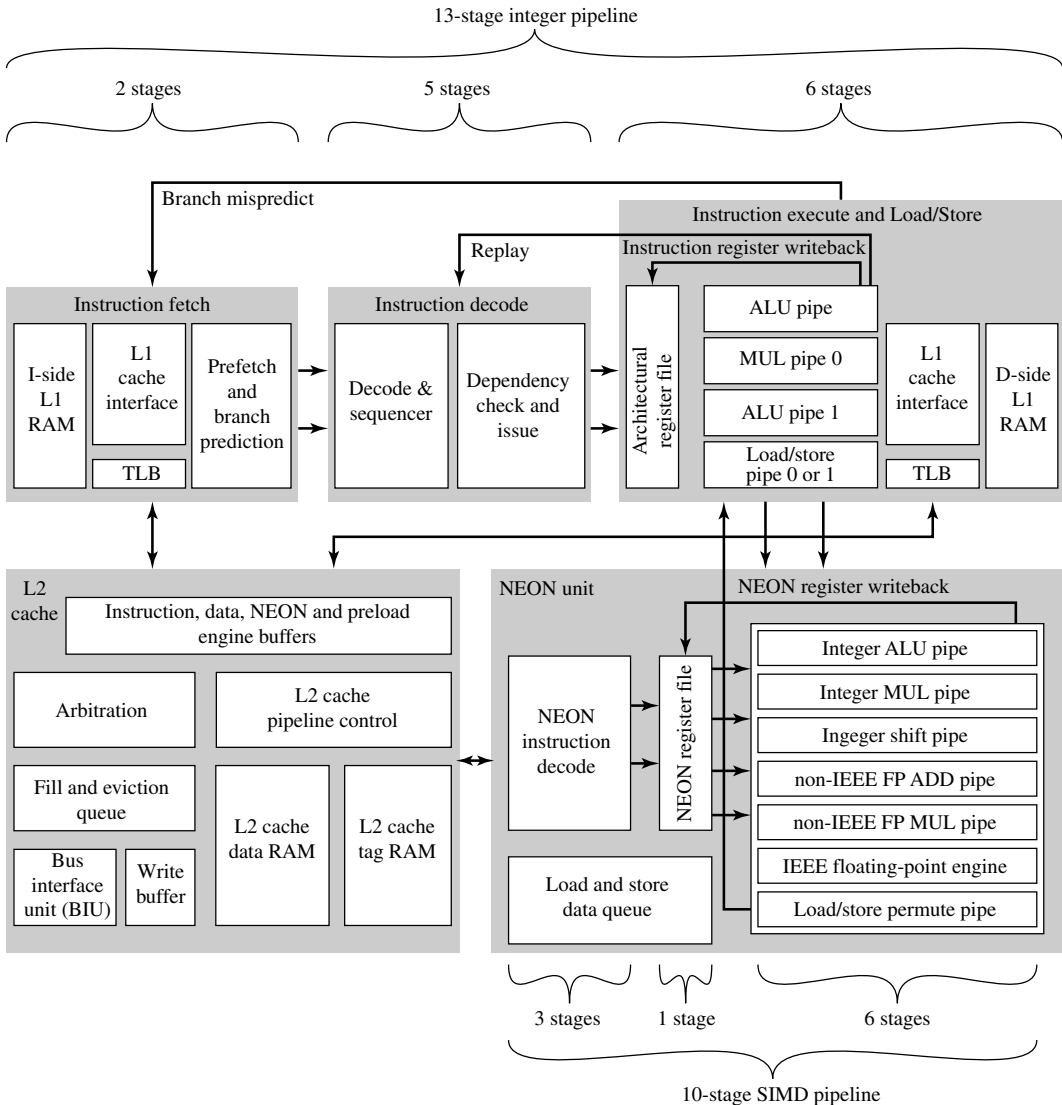 13-stage integer pipeline
2 stages
5 stages
6 stages
Branch mispredict
Instruction execute and Load/Store
Replay
Instruction register writeback
Instruction fetch
I-side
L1
RAM
L1
cache
interface
TLB
Prefetch
and
branch
prediction
Instruction decode
Decode &
sequencer
Dependency
check and
issue
Architectural
register file
ALU pipe
MUL pipe 0
ALU pipe 1
Load/store
pipe 0 or 1
L1
cache
interface
TLB
D-side
L1
RAM
L2
cache
Instruction, data, NEON and preload
engine buffers
Arbitration
L2 cache
pipeline control
Fill and eviction
queue
L2 cache
data RAM
L2 cache
tag RAM
Bus
interface
unit (BIU)
Write
buffer
NEON unit
NEON register writeback
NEON
instruction
decode
NEON register file
Integer ALU pipe
Integer MUL pipe
Ingeger shift pipe
non-IEEE FP ADD pipe
non-IEEE FP MUL pipe
IEEE floating-point engine
Load/store permute pipe
Load and store
data queue
3 stages
1 stage
6 stages
10-stage SIMD pipeline